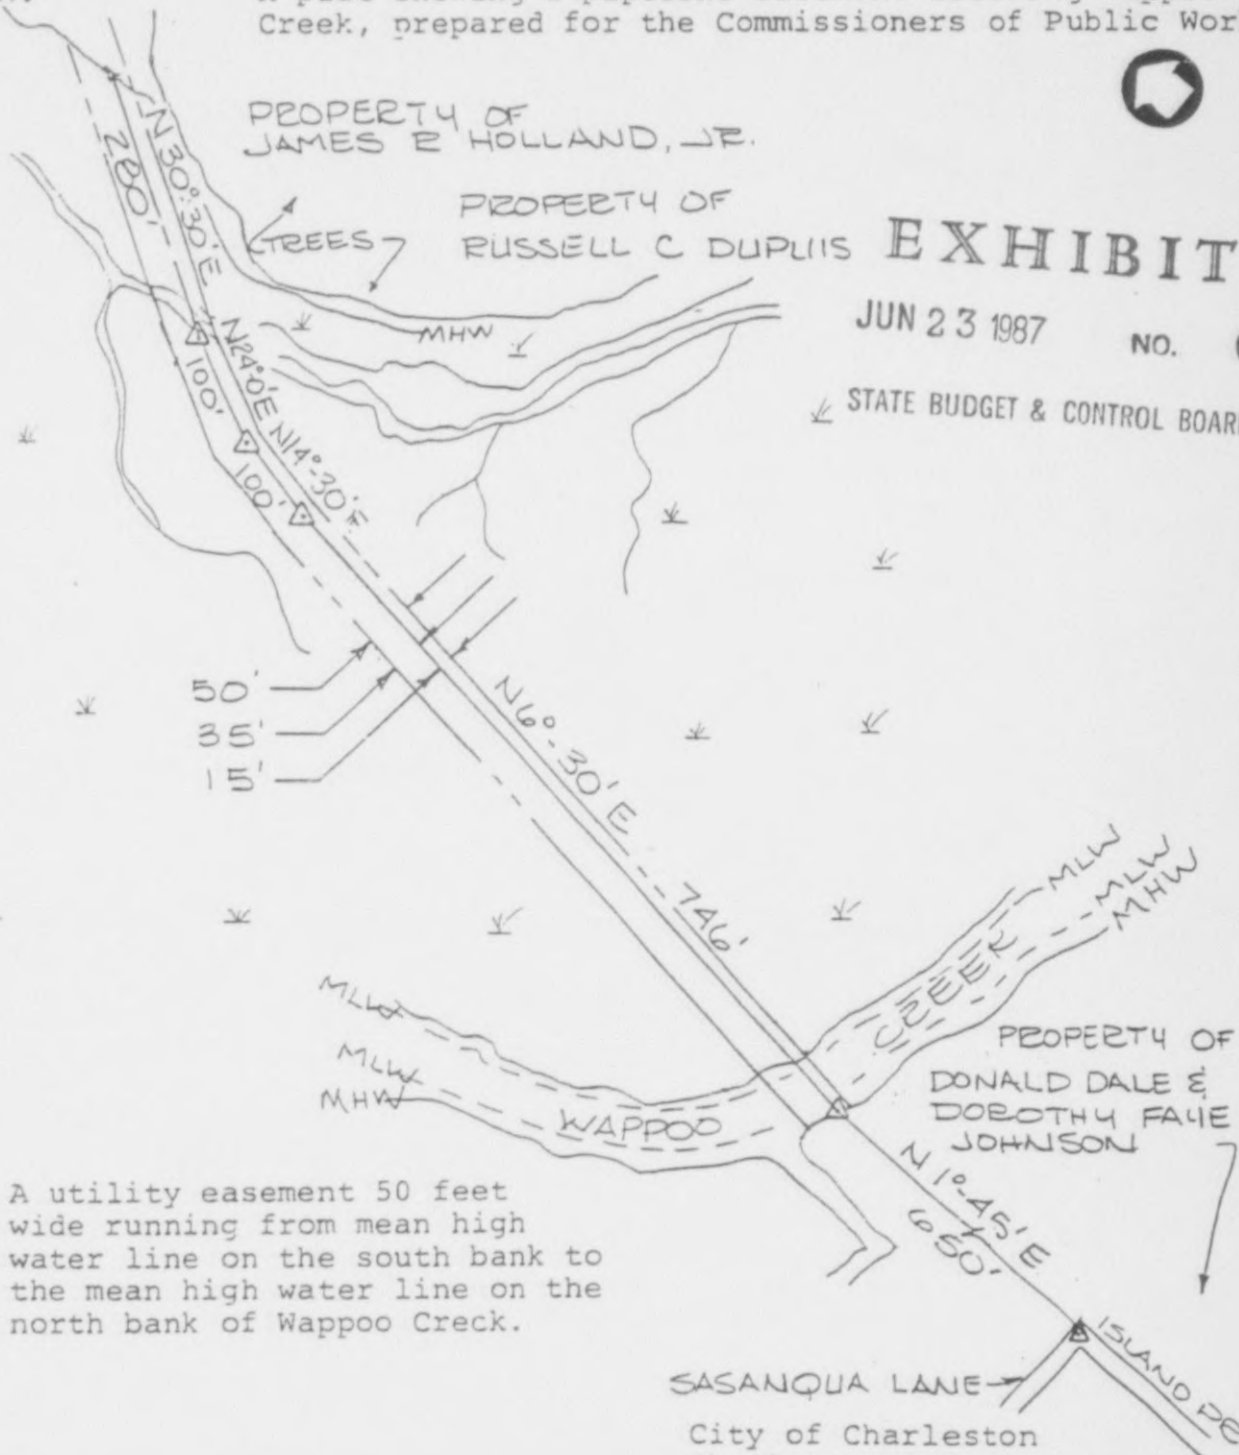 Creek, prepared for the Commissioners of Public Wor
PROPERTY OF
JAMES R HOLLAND, JR.
PROPERTY OF
RUSSELL C DUPUIS
TREES
EXHIBIT
JUN 23 1987 NO.
STATE BUDGET & CONTROL BOARD
N30°-30'E
280'
MHW
N24°0'E
100'
N14°-30'E
100'
50'
35'
15'
N6°-30'E
746'
MLW
MLW
MHW
CREEK
MLW
MLW
MHW
WAPPOO
PROPERTY OF
DONALD DALE &
DOROTHY FAYE
JOHNSON
N1°-45'E
650'
A utility easement 50 feet
wide running from mean high
water line on the south bank to
the mean high water line on the
north bank of Wappoo Creck.
ISLAND
SASANQUA LANE
City of Charleston